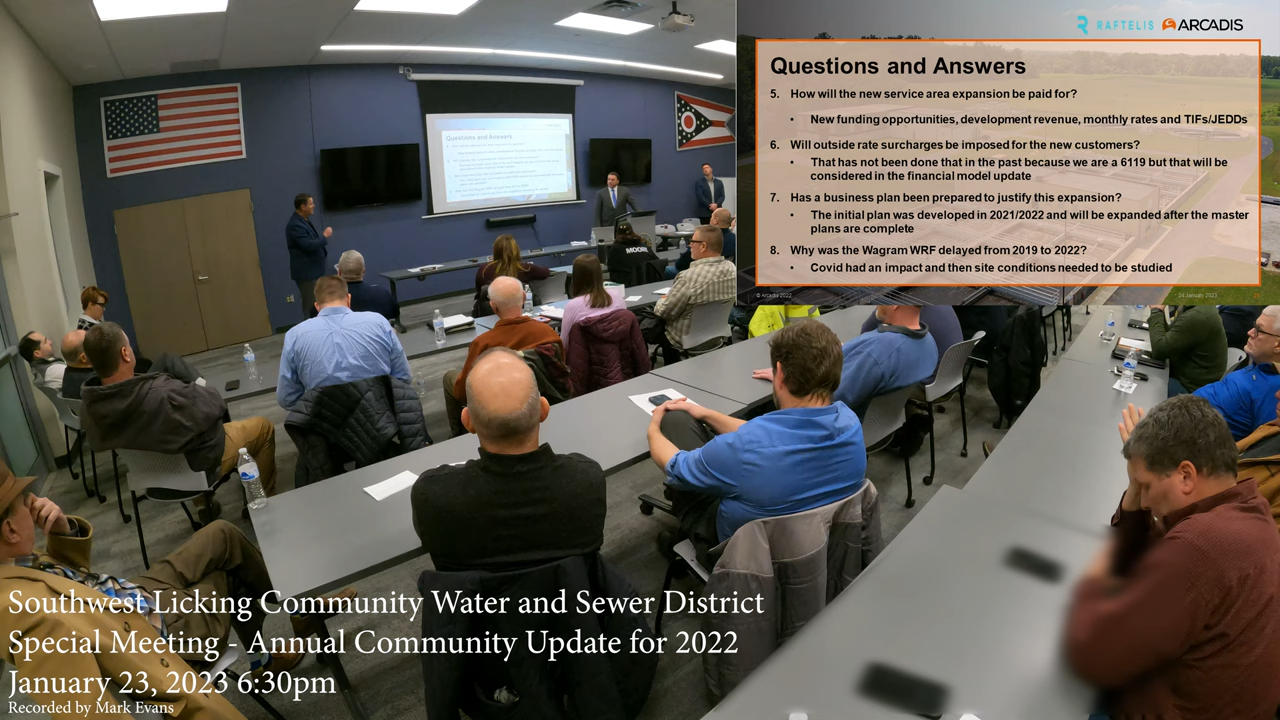 RAFTELIS ARCADIS
Questions and Answers
5. How will the new service area expansion be paid for?
• New funding opportunities, development revenue, monthly rates and TIFs/JEDDs
6. Will outside rate surcharges be imposed for the new customers?
• That has not been done that in the past because we are a 6119 but that will be
considered in the financial model update
7. Has a business plan been prepared to justify this expansion?
• The initial plan was developed in 2021/2022 and will be expanded after the master
plans are complete
8. Why was the Wagram WRF delayed from 2019 to 2022?
• Covid had an impact and then site conditions needed to be studied
© Arcadis 2022 24 January 2023
Questions and Answers
MOORE
Southwest Licking Community Water and Sewer District
Special Meeting - Annual Community Update for 2022
January 23, 2023 6:30pm
Recorded by Mark Evans